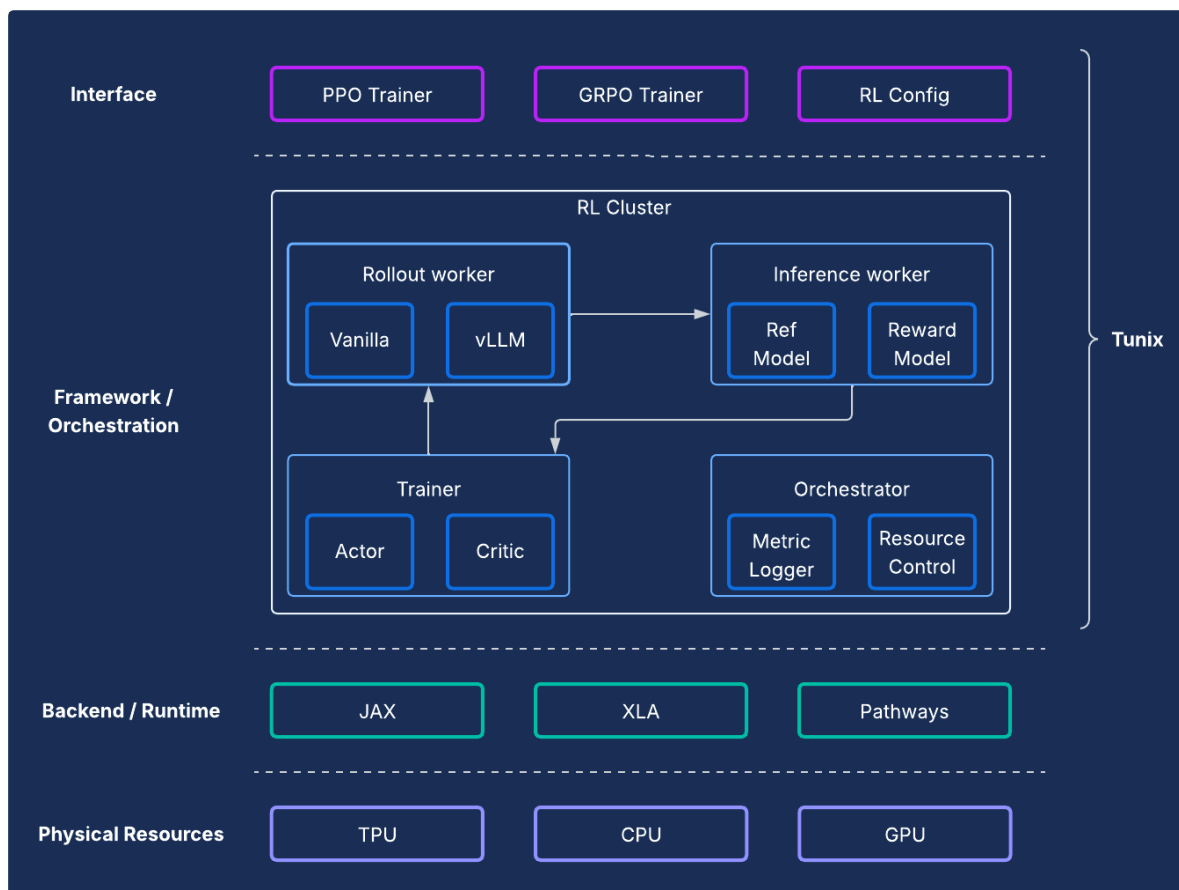 Interface
PPO Trainer
GRPO Trainer
RL Config
RL Cluster
Rollout worker
Vanilla
vLLM
Inference worker
Ref
Model
Reward
Model
Tunix
Framework /
Orchestration
Trainer
Actor
Critic
Orchestrator
Metric
Logger
Resource
Control
Backend / Runtime
JAX
XLA
Pathways
Physical Resources
TPU
CPU
GPU